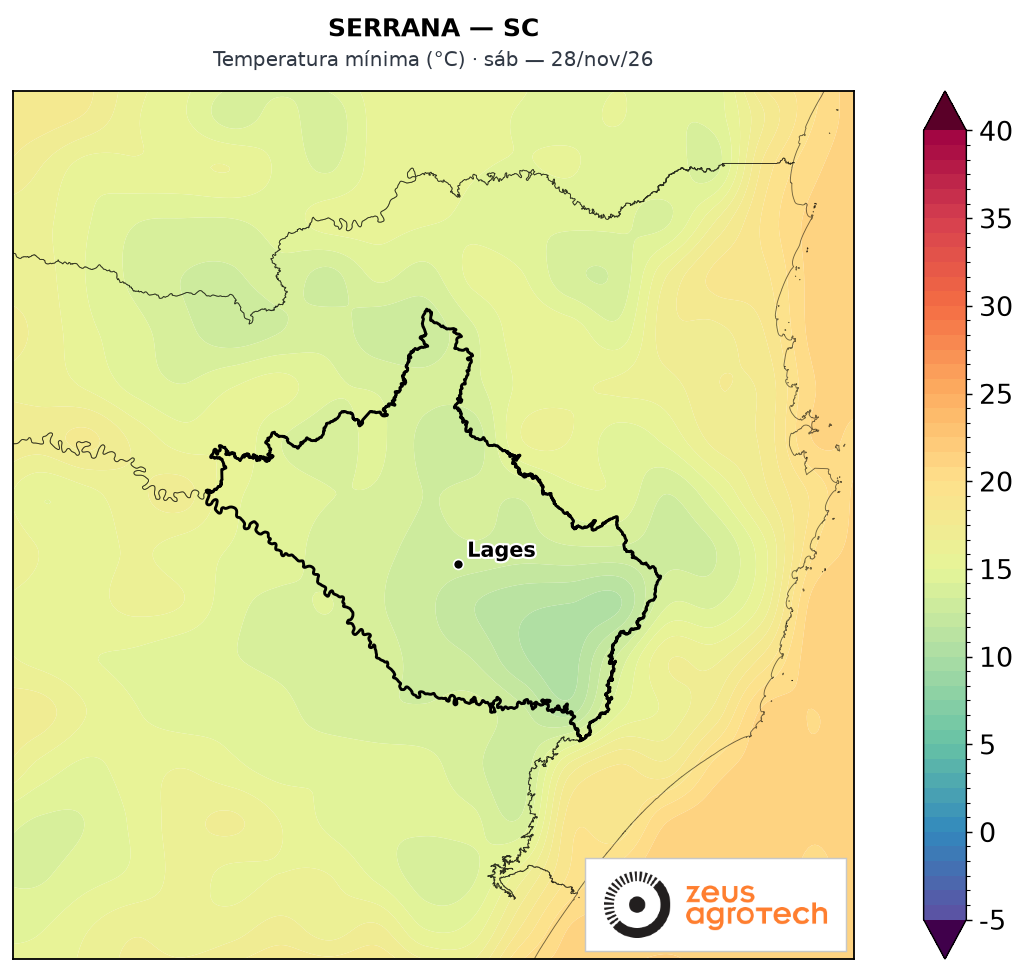 SERRANA — SC
Temperatura mínima (°C) · sáb — 28/nov/26
40
35
30
25
20
15
10
5
0
-5
Lages
zeus
agrotech